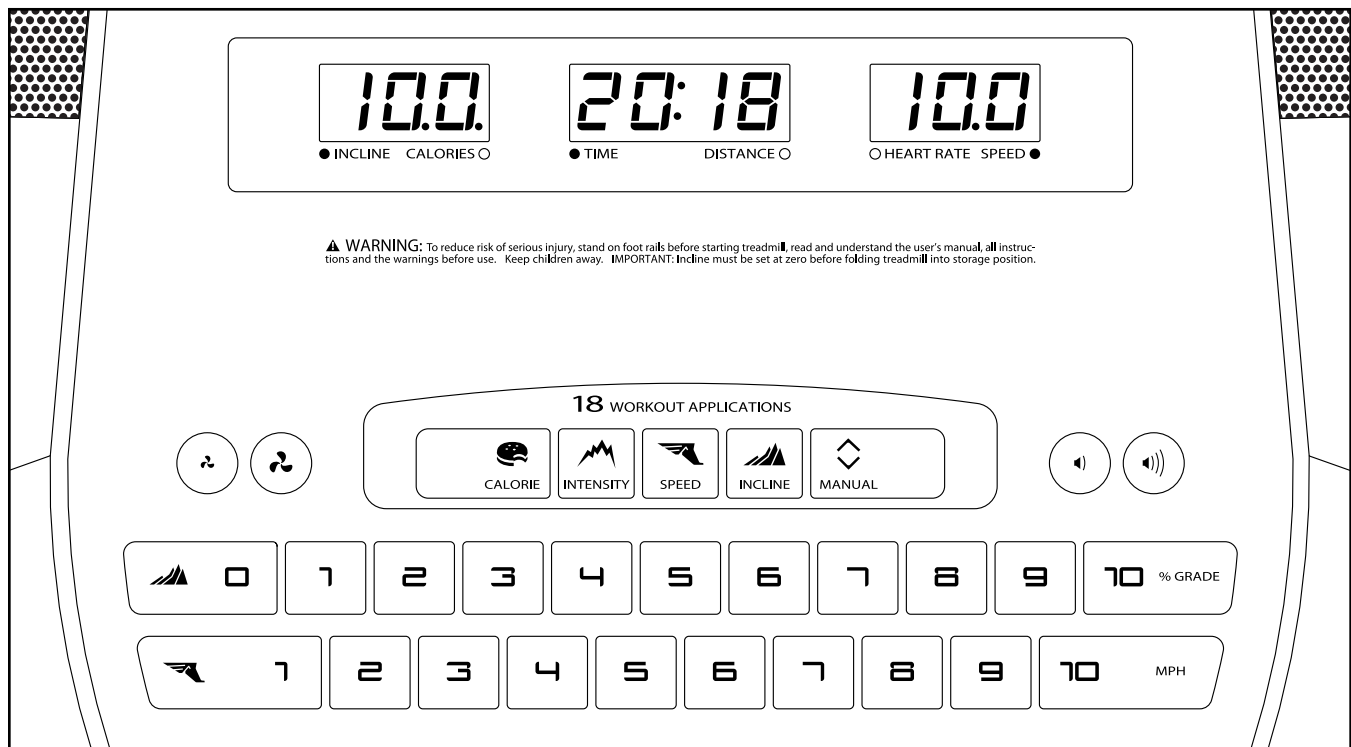 10.0. 20:18 10.0
INCLINE CALORIES TIME DISTANCE HEART RATE SPEED
WARNING: To reduce risk of serious injury, stand on foot rails before starting treadmill, read and understand the user's manual, all instruc-
tions and the warnings before use. Keep children away. IMPORTANT: Incline must be set at zero before folding treadmill into storage position.
18 WORKOUT APPLICATIONS
CALORIE INTENSITY SPEED INCLINE MANUAL
0 1 2 3 4 5 6 7 8 9 10 % GRADE
1 2 3 4 5 6 7 8 9 10 MPH